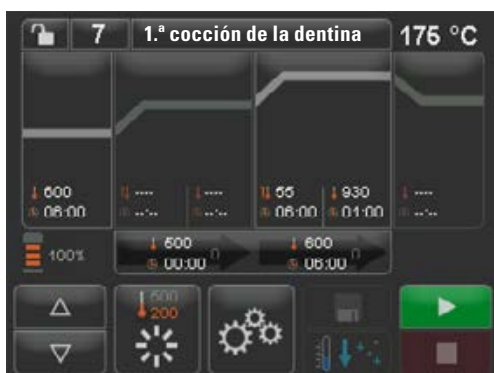 7 1.ª cocción de la dentina 175 °C
600 ---- ---- 55 930 ----
06:00 --:-- --:-- 06:00 01:00 --:--
100%
500 600
00:00 06:00
500
200